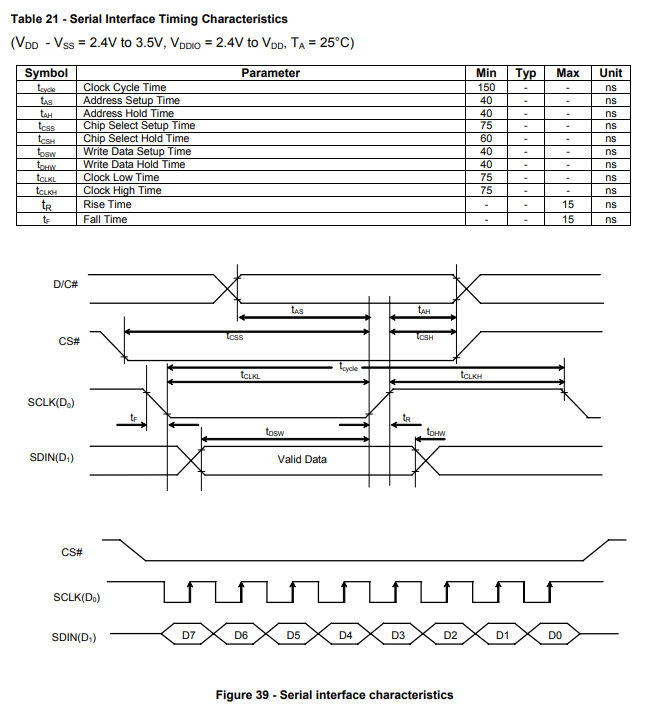 Table 21 - Serial Interface Timing Characteristics
(VDD - VSS = 2.4V to 3.5V, VDDIO = 2.4V to VDD, TA = 25°C)
Symbol Parameter Min Typ Max Unit
tcycle Clock Cycle Time 150 - - ns
tAS Address Setup Time 40 - - ns
tAH Address Hold Time 40 - - ns
tCSS Chip Select Setup Time 75 - - ns
tCSH Chip Select Hold Time 60 - - ns
tDSW Write Data Setup Time 40 - - ns
tDHW Write Data Hold Time 40 - - ns
tCLKL Clock Low Time 75 - - ns
tCLKH Clock High Time 75 - - ns
tR Rise Time - - 15 ns
tF Fall Time - - 15 ns
D/C#
tAS tAH
CS#
tCSS tCSH
tcycle
tCLKL tCLKH
SCLK(D0)
tF tR
tDSW tDHW
SDIN(D1) Valid Data
CS#
SCLK(D0)
SDIN(D1) D7 D6 D5 D4 D3 D2 D1 D0
Figure 39 - Serial interface characteristics